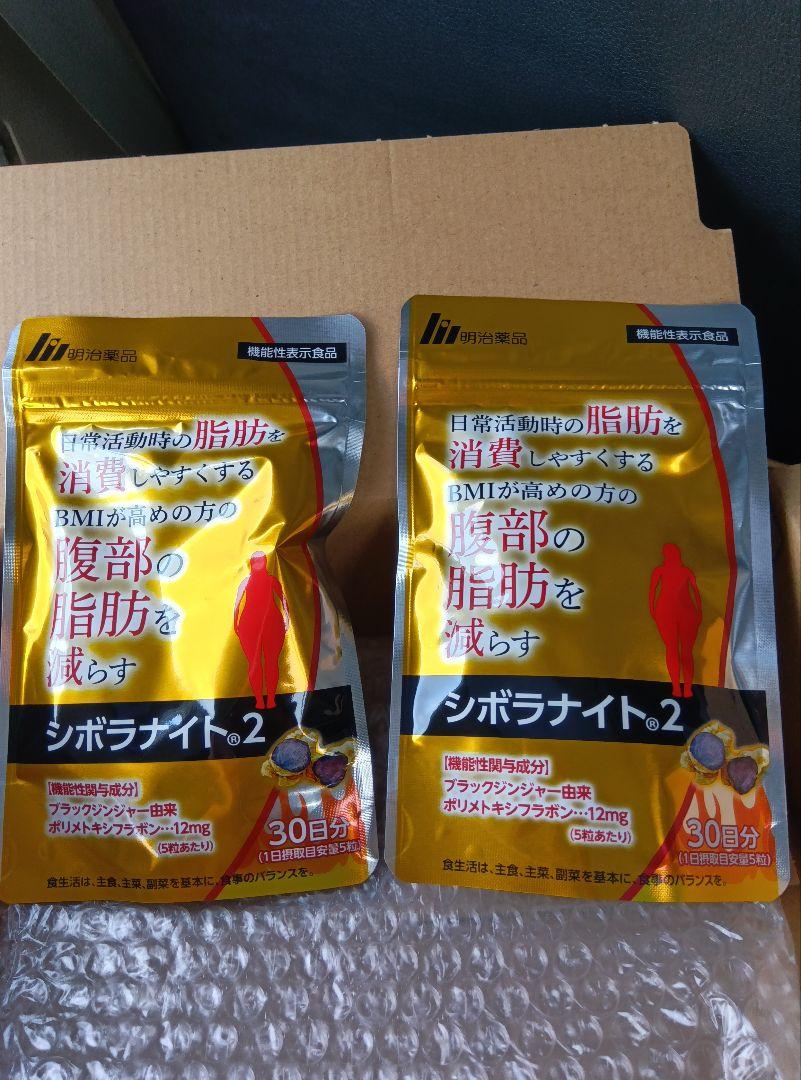 明治薬品
機能性表示食品
日常活動時の脂肪を
消費しやすくする
BMIが高めの方の
腹部の
脂肪を
減らす
シボラナイト®2
【機能性関与成分】
ブラックジンジャー由来
ポリメトキシフラボン…12mg
(5粒あたり)
30日分
(1日摂取目安量5粒)
食生活は、主食、主菜、副菜を基本に、食事のバランスを。
明治薬品
機能性表示食品
日常活動時の脂肪を
消費しやすくする
BMIが高めの方の
腹部の
脂肪を
減らす
シボラナイト®2
【機能性関与成分】
ブラックジンジャー由来
ポリメトキシフラボン…12mg
(5粒あたり)
30日分
(1日摂取目安量5粒)
食生活は、主食、主菜、副菜を基本に、食事のバランスを。